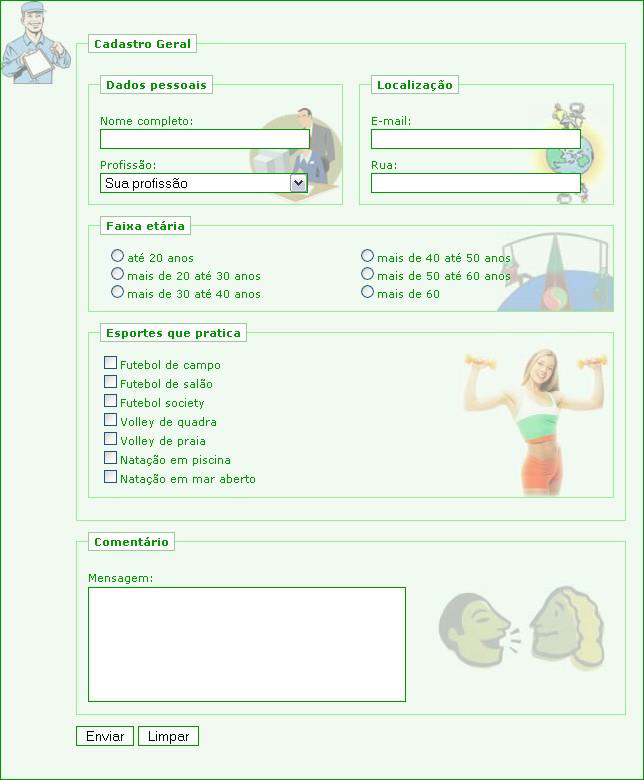 Cadastro Geral
Dados pessoais
Nome completo:
Profissão:
Sua profissão
Localização
E-mail:
Rua:
Faixa etária
até 20 anos
mais de 20 até 30 anos
mais de 30 até 40 anos
mais de 40 até 50 anos
mais de 50 até 60 anos
mais de 60
Esportes que pratica
Futebol de campo
Futebol de salão
Futebol society
Volley de quadra
Volley de praia
Natação em piscina
Natação em mar aberto
Comentário
Mensagem:
Enviar Limpar